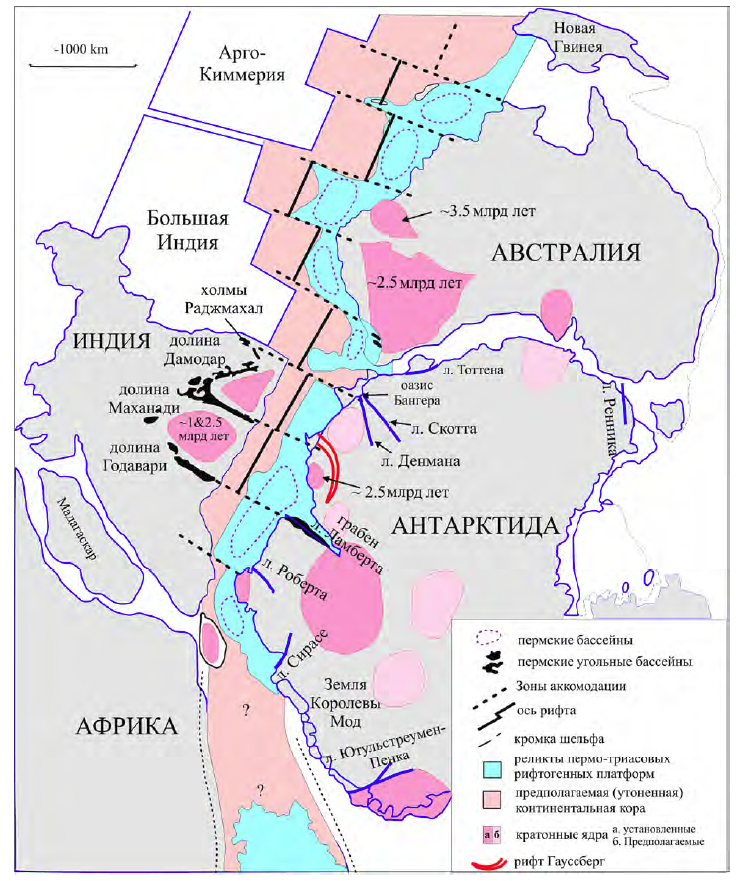 ~1000 km
Арго-
Киммерия
Новая
Гвинея
Большая
Индия
~3.5 млрд лет
АВСТРАЛИЯ
~2.5 млрд лет
холмы
Раджмахал
ИНДИЯ
долина
Дамодар
долина
Маханади
~1&2.5
млрд лет
долина
Годавари
л. Тоттена
оазис
Бангера
л. Скотта
л. Денмана
л. Ренника
~ 2.5млрд лет
АНТАРКТИДА
грабен
л. Ламберта
Мадагаскар
л. Роберта
л. Сирасе
Земля
Королевы
Мод
АФРИКА
?
?
л. Ютульстреумен-
Пенка
пермские бассейны
пермские угольные бассейны
Зоны аккомодации
ось рифта
кромка шельфа
реликты пермо-триасовых
рифтогенных платформ
предполагаемая (утоненная)
континентальная кора
а б
кратонные ядра а. установленные
б. Предполагаемые
рифт Гауссберг